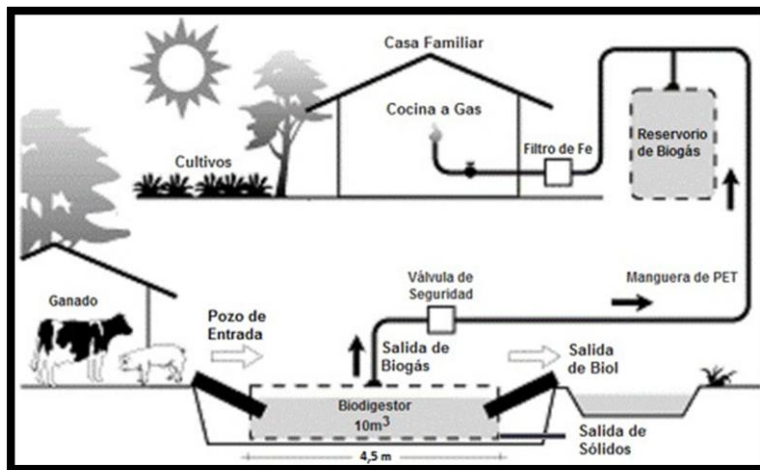 Casa Familiar
Cocina a Gas
Cultivos
Filtro de Fe
Reservorio
de Biogás
Ganado
Pozo de
Entrada
Válvula de
Seguridad
Manguera de PET
Salida de
Biogás
Salida
de Biol
Biodigestor
10m³
Salida de
Sólidos
4,5 m